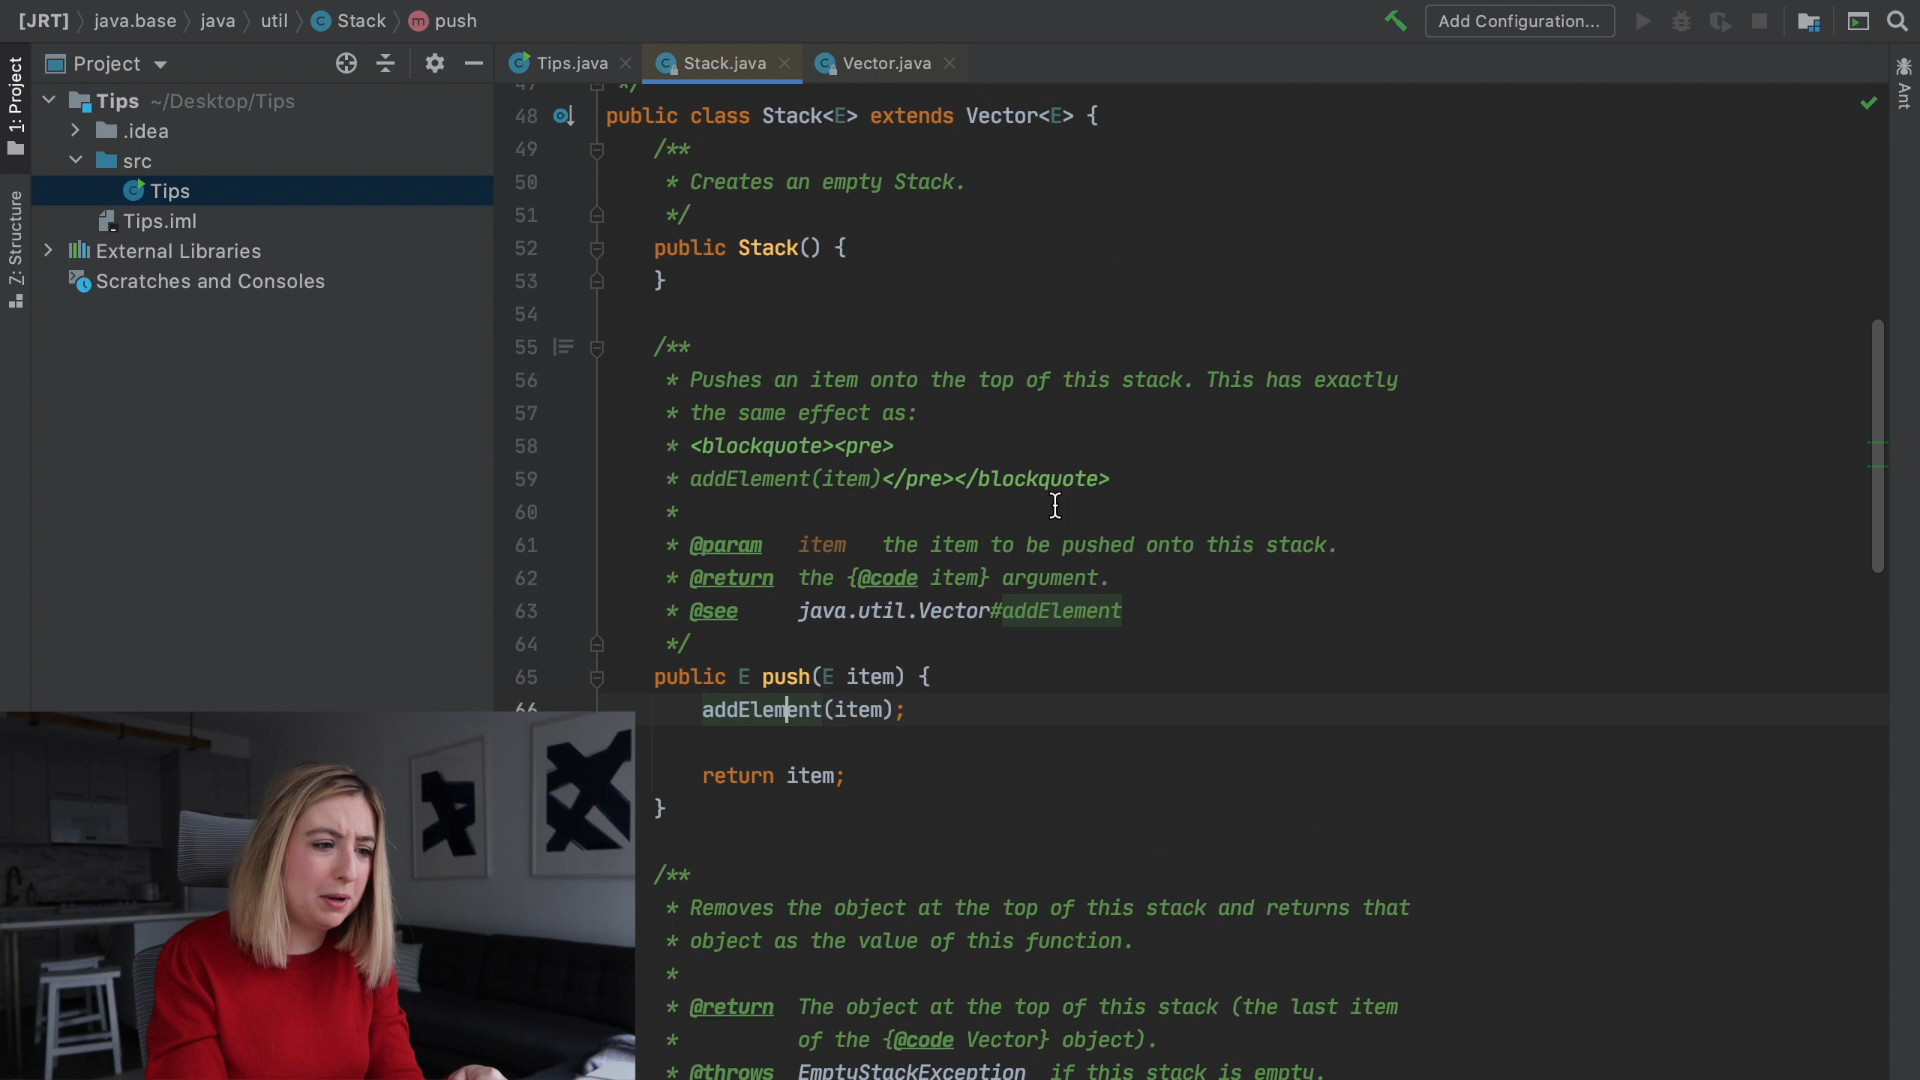 [JRT] java.base java util Stack push
Add Configuration...
1: Project
Z: Structure
Project
Tips ~/Desktop/Tips
.idea
src
Tips
Tips.iml
External Libraries
Scratches and Consoles
Tips.java Stack.java Vector.java
Ant
47 */
48 public class Stack<E> extends Vector<E> {
49 /**
50 * Creates an empty Stack.
51 */
52 public Stack() {
53 }
54
55 /**
56 * Pushes an item onto the top of this stack. This has exactly
57 * the same effect as:
58 * <blockquote><pre>
59 * addElement(item)</pre></blockquote>
60 *
61 * @param item the item to be pushed onto this stack.
62 * @return the {@code item} argument.
63 * @see java.util.Vector#addElement
64 */
65 public E push(E item) {
66 addElement(item);
return item;
}
/**
* Removes the object at the top of this stack and returns that
* object as the value of this function.
*
* @return The object at the top of this stack (the last item
* of the {@code Vector} object).
* @throws EmptyStackException if this stack is empty.